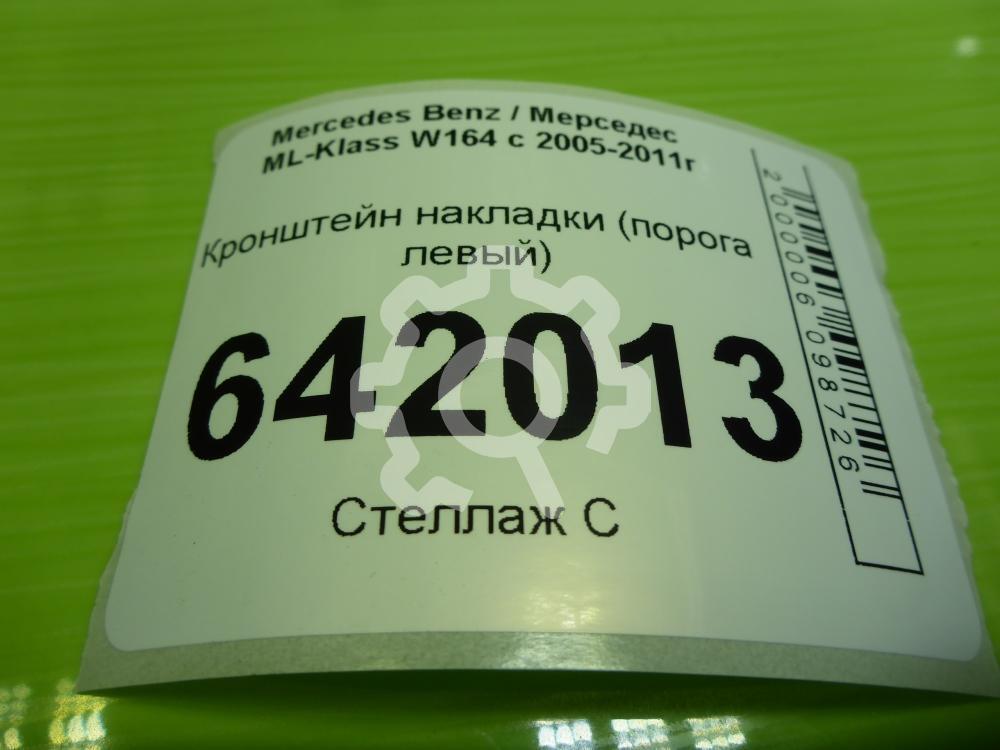 Mercedes Benz / Мерседес
ML-Klass W164 с 2005-2011г
Кронштейн накладки (порога
левый)
642013
Стеллаж С
2000006098726